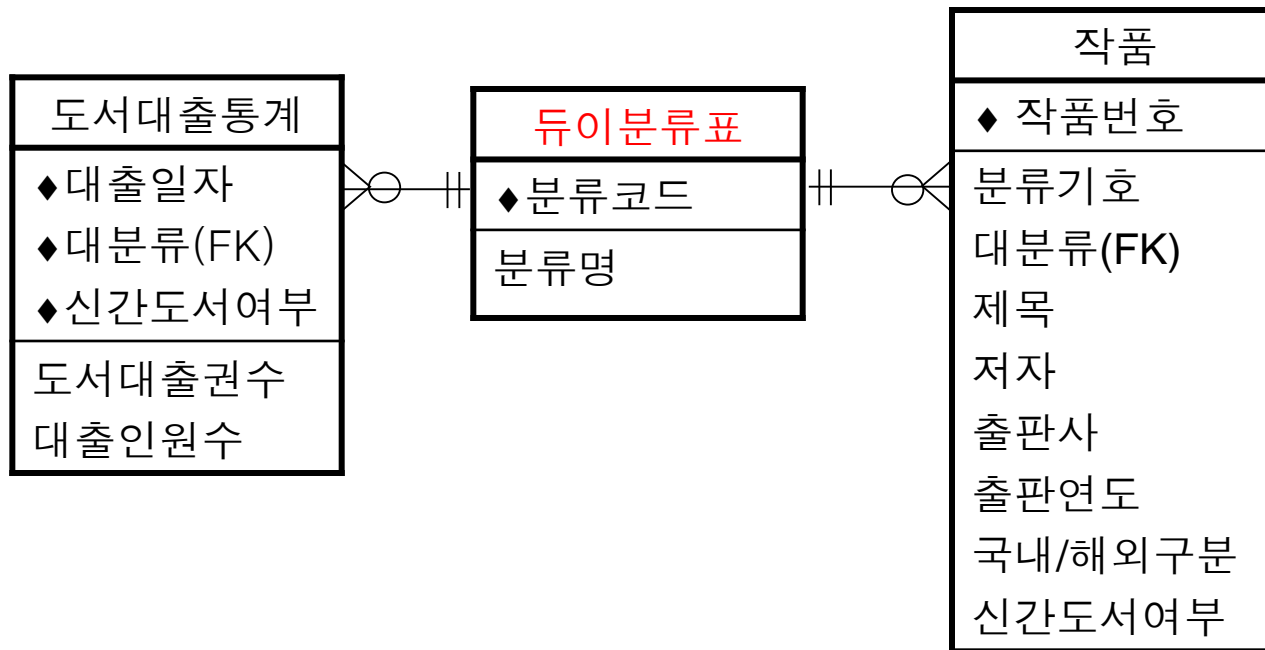 도서대출통계
♦대출일자
♦대분류(FK)
♦신간도서여부
도서대출권수
대출인원수
듀이분류표
♦분류코드
분류명
작품
♦ 작품번호
분류기호
대분류(FK)
제목
저자
출판사
출판연도
국내/해외구분
신간도서여부